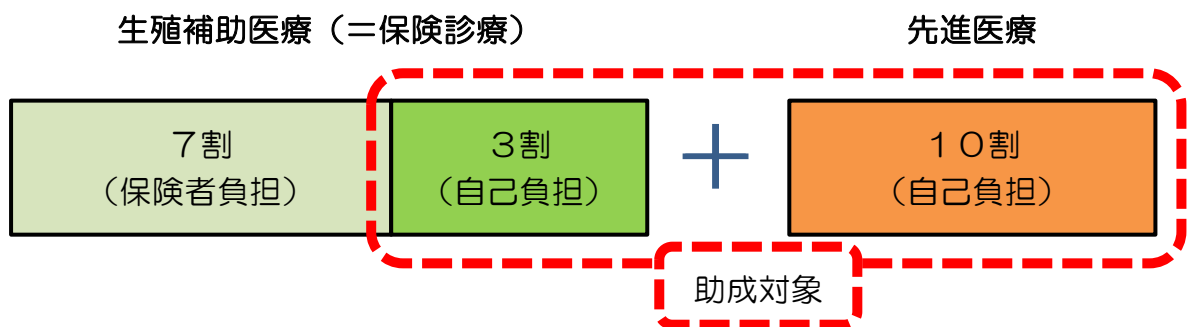 生殖補助医療（＝保険診療）
先進医療
７割
（保険者負担）
３割
（自己負担）
＋
１０割
（自己負担）
助成対象